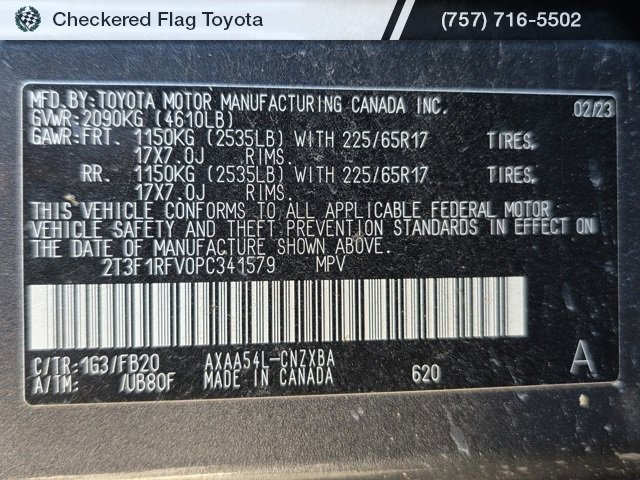 Checkered Flag Toyota (757) 716-5502
MFD. BY: TOYOTA MOTOR MANUFACTURING CANADA INC. 02/23
GVWR: 2090KG (4610LB)
GAWR: FRT. 1150KG (2535LB) WITH 225/65R17 TIRES.
17X7.0J RIMS.
RR. 1150KG (2535LB) WITH 225/65R17 TIRES.
17X7.0J RIMS.
THIS VEHICLE CONFORMS TO ALL APPLICABLE FEDERAL MOTOR
VEHICLE SAFETY AND THEFT PREVENTION STANDARDS IN EFFECT ON
THE DATE OF MANUFACTURE SHOWN ABOVE.
2T3F1RFV0PC341579 MPV
C/TR: 1G3/FB20 AXAA54L-CNZXBA
A/TM: /UB80F MADE IN CANADA 620 A